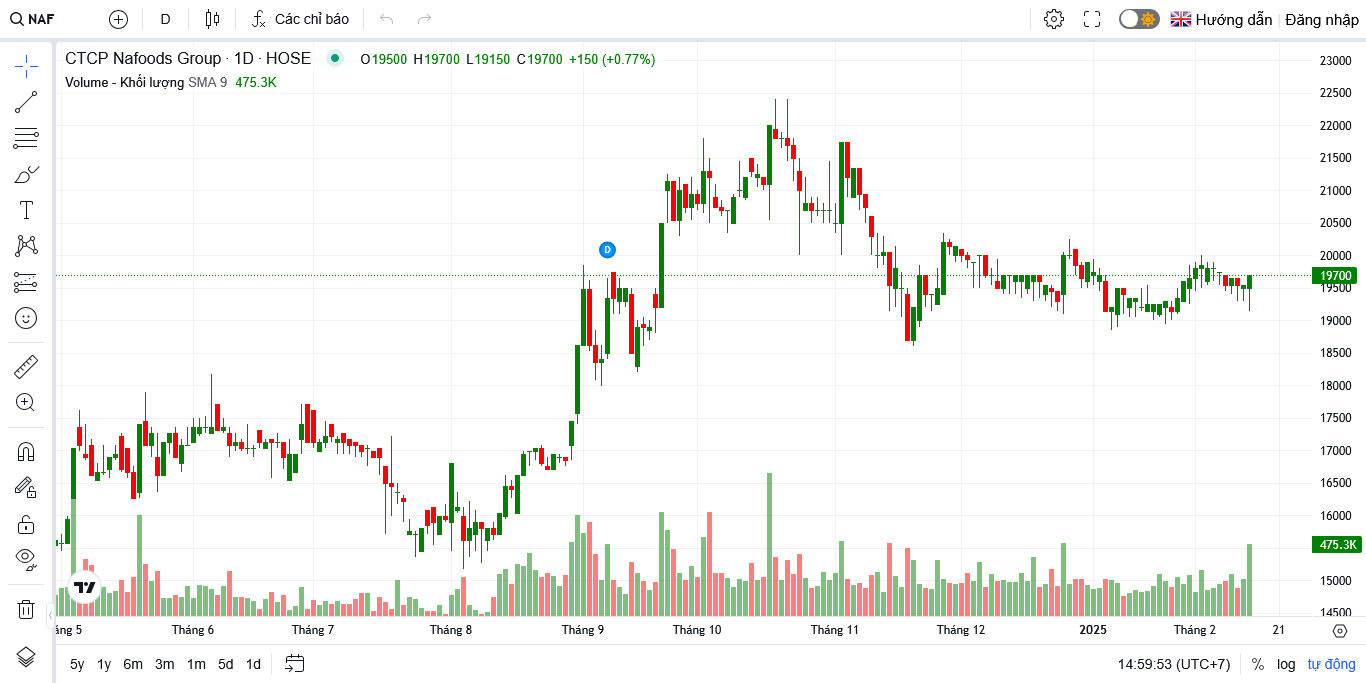 NAF D Các chỉ báo Hướng dẫn Đăng nhập
CTCP Nafoods Group · 1D · HOSE O19500 H19700 L19150 C19700 +150 (+0.77%)
Volume - Khối lượng SMA 9 475.3K
23000
22500
22000
21500
21000
20500
D
20000
19700
19500
19000
18500
18000
17500
17000
16500
16000
475.3K
15000
14500
áng 5 Tháng 6 Tháng 7 Tháng 8 Tháng 9 Tháng 10 Tháng 11 Tháng 12 2025 Tháng 2 21
5y 1y 6m 3m 1m 5d 1d 14:59:53 (UTC+7) % log tự động